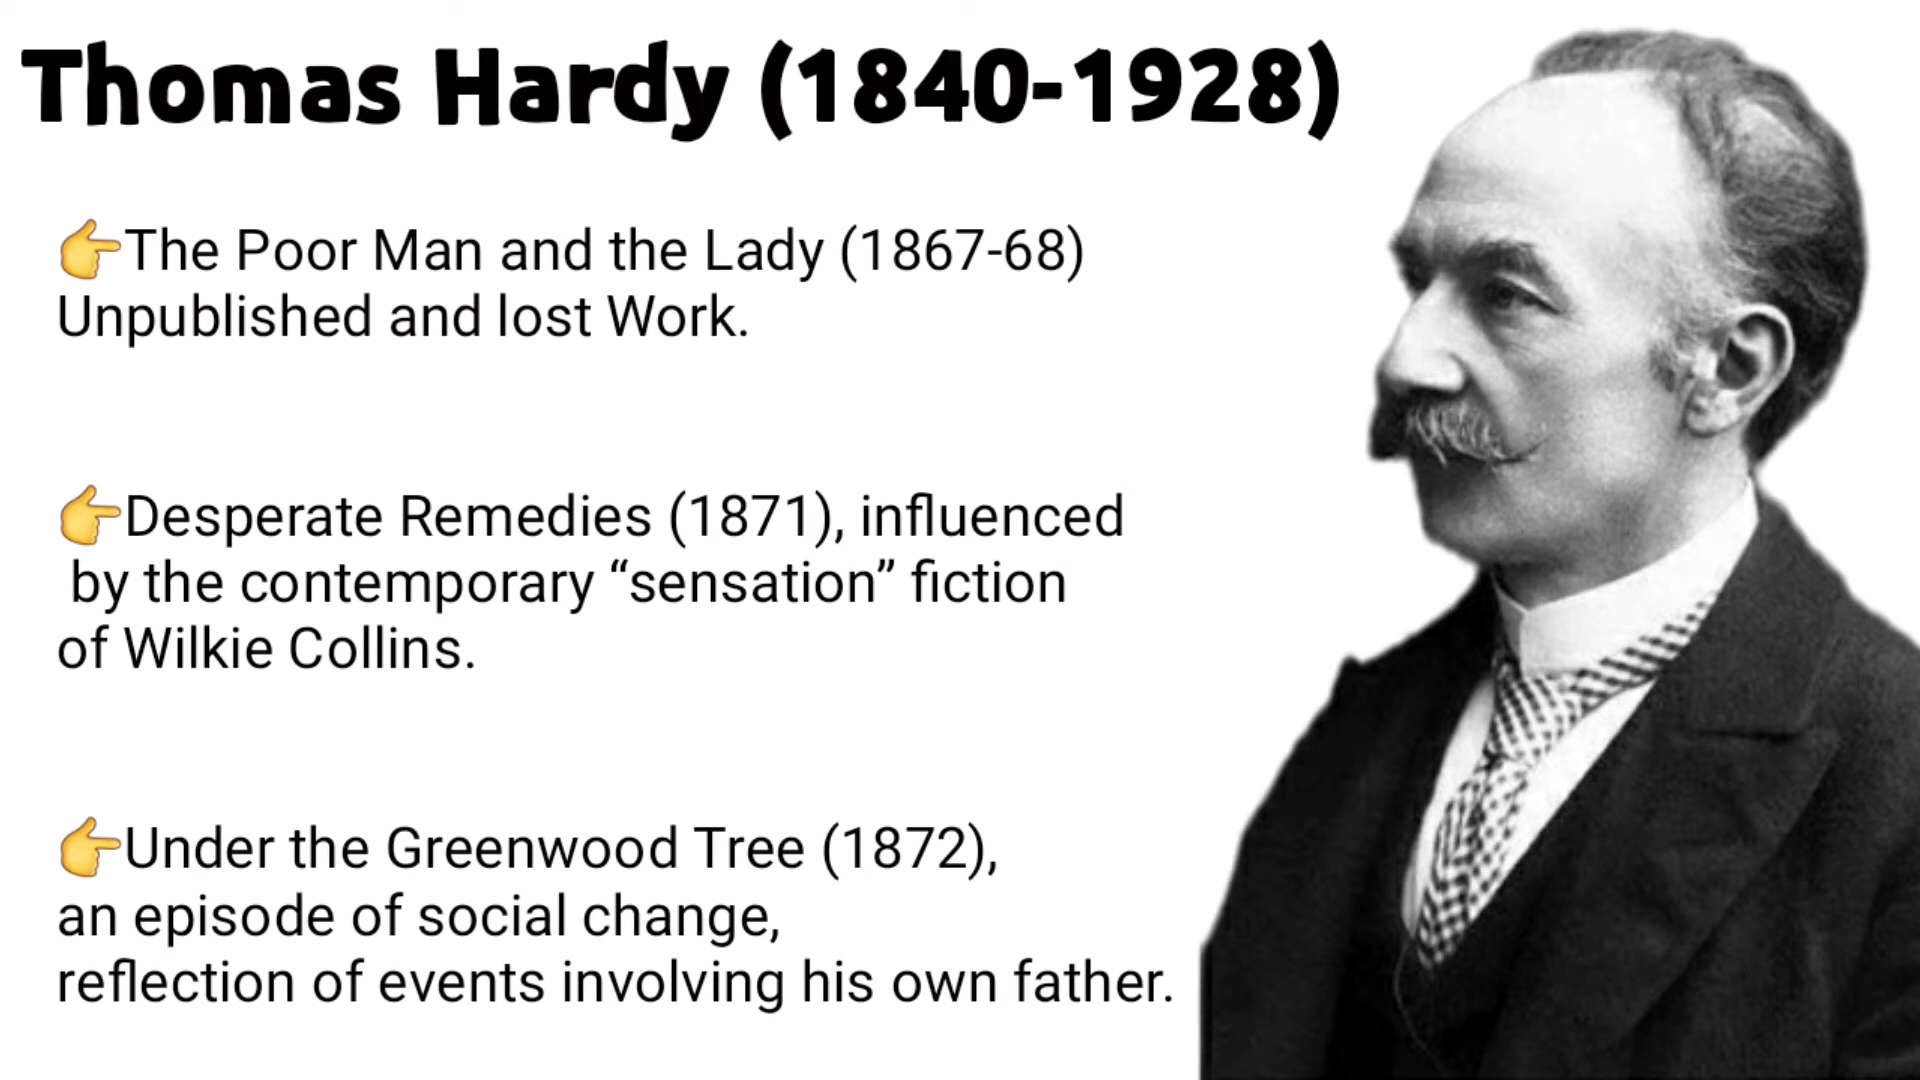 Thomas Hardy (1840-1928)
👉The Poor Man and the Lady (1867-68)
Unpublished and lost Work.
👉Desperate Remedies (1871), influenced
by the contemporary “sensation” fiction
of Wilkie Collins.
👉Under the Greenwood Tree (1872),
an episode of social change,
reflection of events involving his own father.